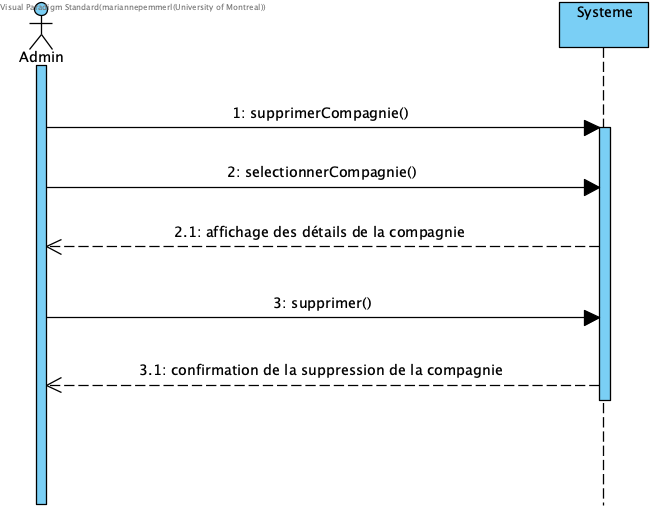 Visual Paradigm Standard(mariannepemmerl(University of Montreal))
Systeme
Admin
1: supprimerCompagnie()
2: selectionnerCompagnie()
2.1: affichage des détails de la compagnie
3: supprimer()
3.1: confirmation de la suppression de la compagnie